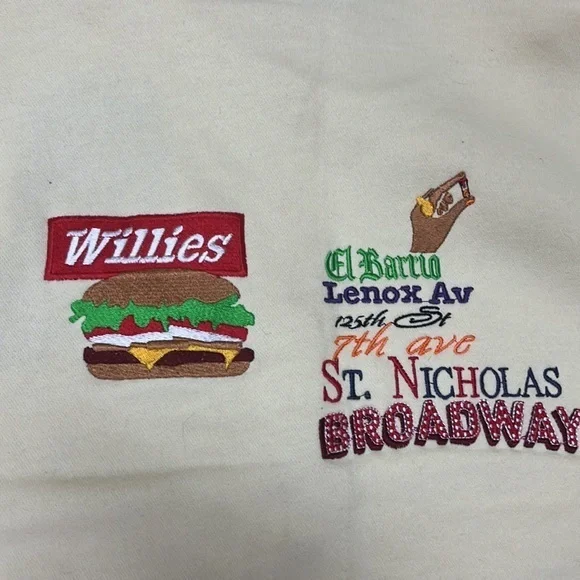 Willies
El Barrio
Lenox Av
125th St
7th ave
ST. NICHOLAS
BROADWAY